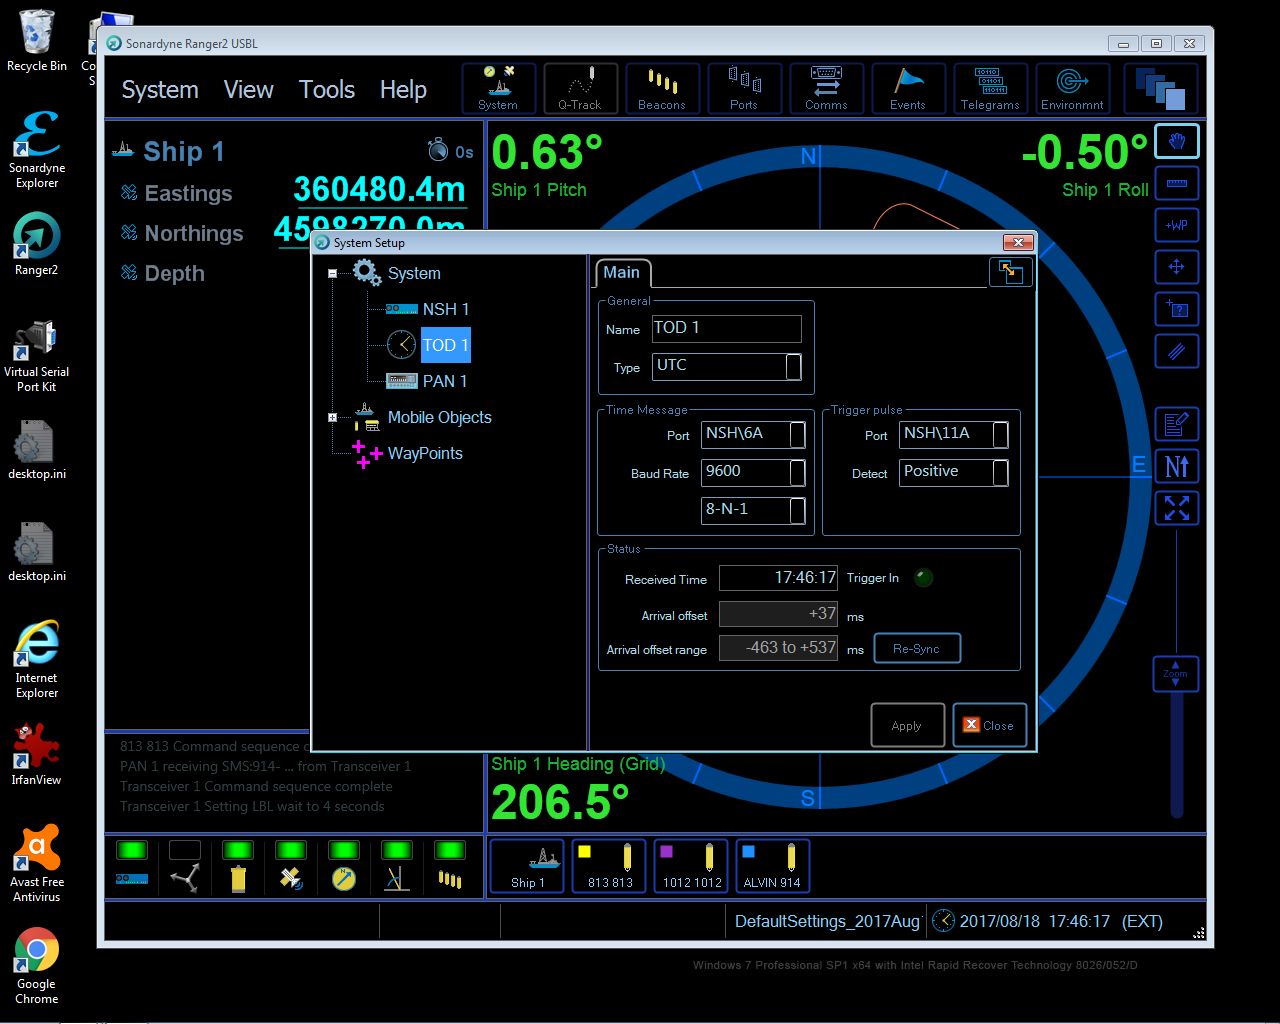 Recycle Bin
Sonardyne Explorer
Ranger2
Virtual Serial Port Kit
desktop.ini
desktop.ini
Internet Explorer
IrfanView
Avast Free Antivirus
Google Chrome
Sonardyne Ranger2 USBL
System View Tools Help
System Q-Track Beacons Ports Comms Events Telegrams Environmnt
Ship 1 0s
Eastings 360480.4m
Northings 4598270.0m
Depth
0.63° -0.50°
Ship 1 Pitch Ship 1 Roll
N
E
S
+WP
N
Zoom
System Setup
System
NSH 1
TOD 1
PAN 1
Mobile Objects
WayPoints
Main
General
Name TOD 1
Type UTC
Time Message
Port NSH\6A
Baud Rate 9600
8-N-1
Trigger pulse
Port NSH\11A
Detect Positive
Status
Received Time 17:46:17 Trigger In
Arrival offset +37 ms
Arrival offset range -463 to +537 ms Re-Sync
Apply Close
813 813 Command sequence c
PAN 1 receiving SMS:914- ... from Transceiver 1
Transceiver 1 Command sequence complete
Transceiver 1 Setting LBL wait to 4 seconds
Ship 1 Heading (Grid)
206.5°
Ship 1 813 813 1012 1012 ALVIN 914
DefaultSettings_2017Aug 2017/08/18 17:46:17 (EXT)
Windows 7 Professional SP1 x64 with Intel Rapid Recover Technology 8026/052/D